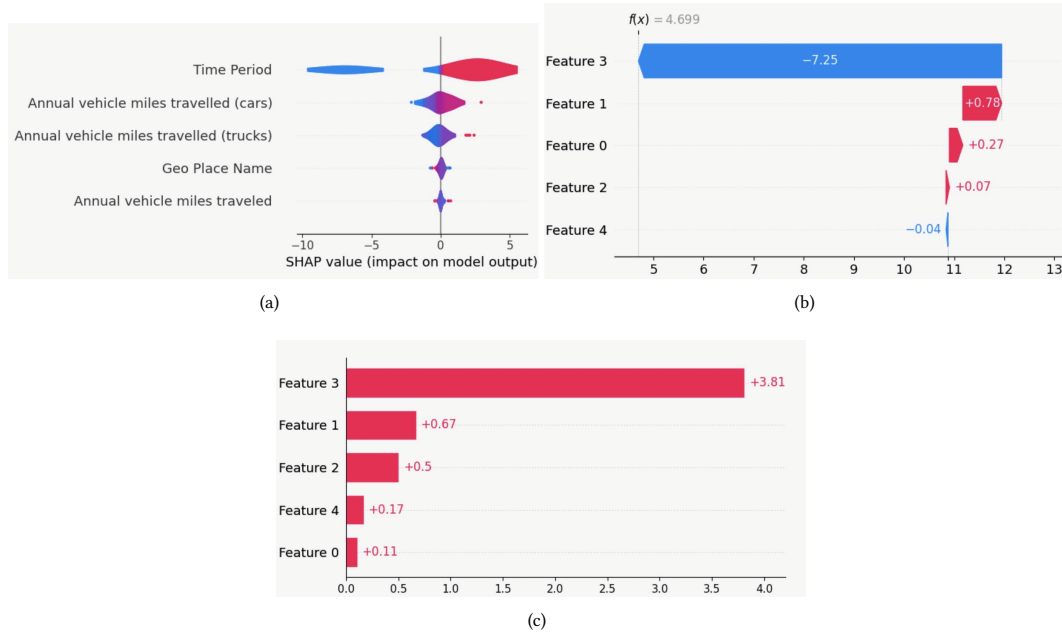 Time Period
Annual vehicle miles travelled (cars)
Annual vehicle miles travelled (trucks)
Geo Place Name
Annual vehicle miles traveled
−10 −5 0 5
SHAP value (impact on model output)
(a)
f(x) = 4.699
Feature 3 −7.25
Feature 1 +0.78
Feature 0 +0.27
Feature 2 +0.07
Feature 4 −0.04
5 6 7 8 9 10 11 12 13
(b)
Feature 3 +3.81
Feature 1 +0.67
Feature 2 +0.5
Feature 4 +0.17
Feature 0 +0.11
0.0 0.5 1.0 1.5 2.0 2.5 3.0 3.5 4.0
(c)